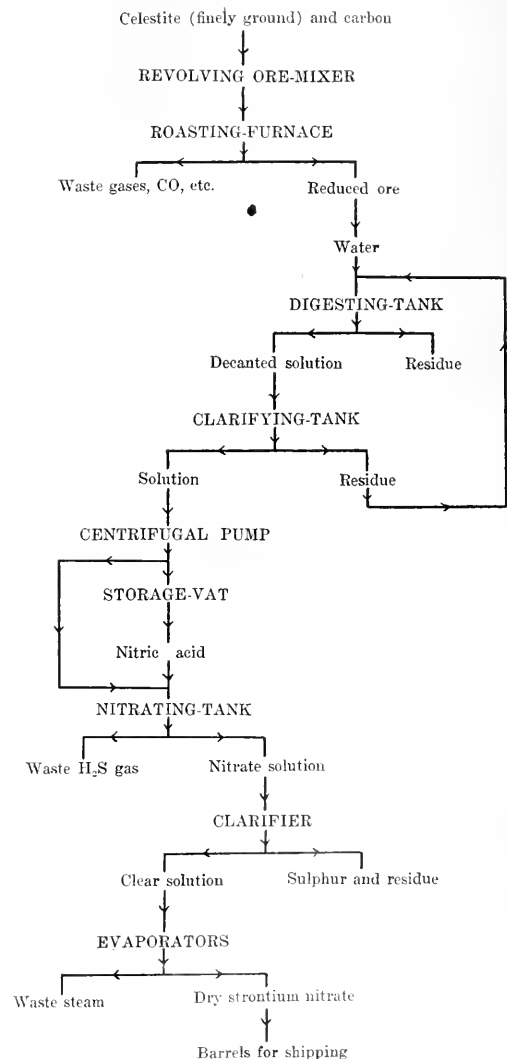 Celestite (finely ground) and carbon
REVOLVING ORE-MIXER
ROASTING-FURNACE
Waste gases, CO, etc.
Reduced ore
Water
DIGESTING-TANK
Decanted solution
Residue
CLARIFYING-TANK
Solution
Residue
CENTRIFUGAL PUMP
STORAGE-VAT
Nitric acid
NITRATING-TANK
Waste H₂S gas
Nitrate solution
CLARIFIER
Clear solution
Sulphur and residue
EVAPORATORS
Waste steam
Dry strontium nitrate
Barrels for shipping